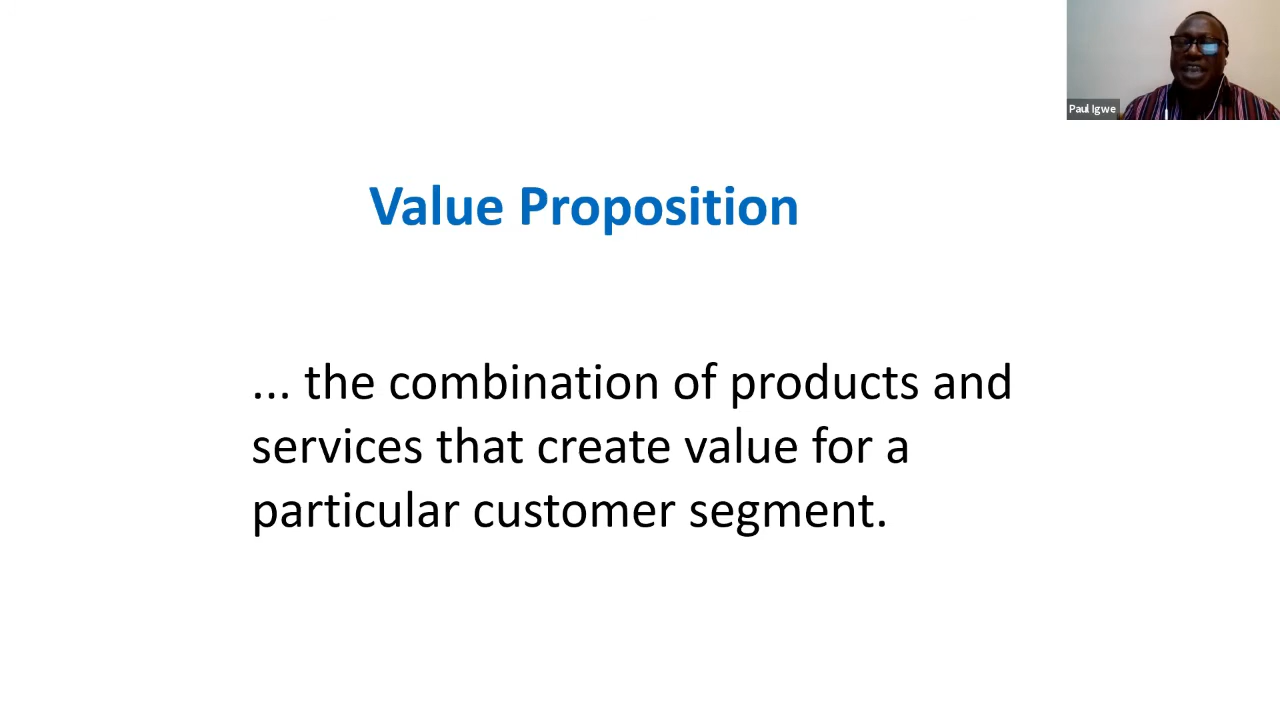 Paul Igwe
Value Proposition
... the combination of products and
services that create value for a
particular customer segment.